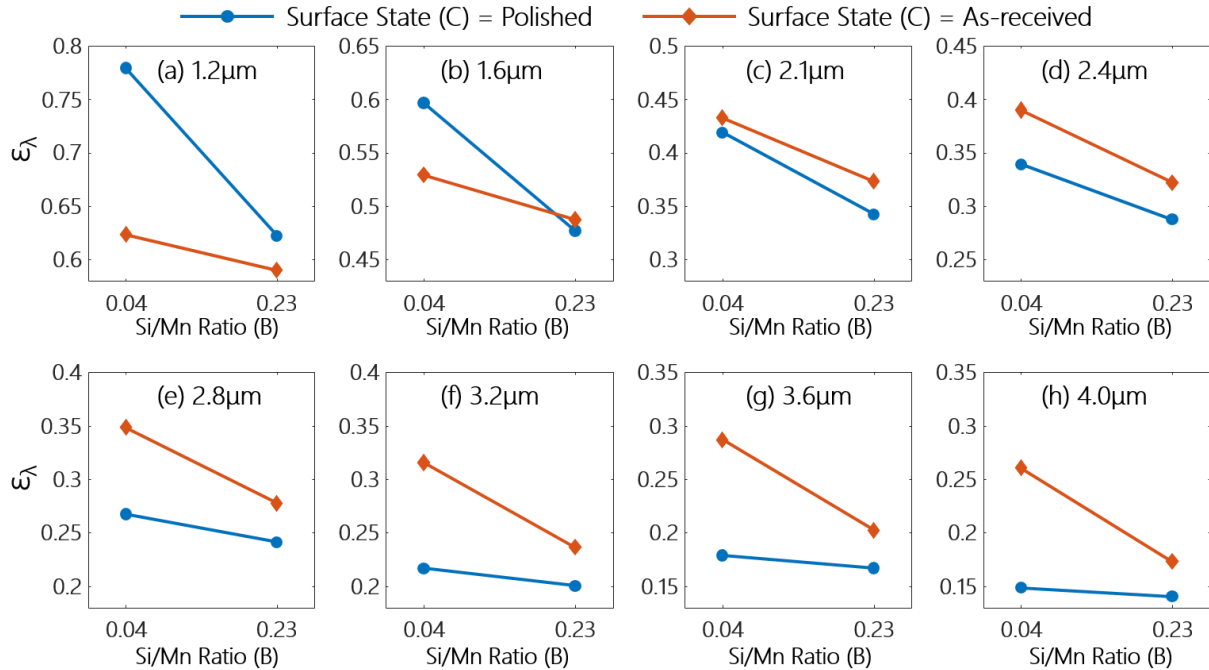 Surface State (C) = Polished
Surface State (C) = As-received
(a) 1.2µm
0.8
0.75
0.7
0.65
0.6
ελ
0.04
0.23
Si/Mn Ratio (B)
(b) 1.6µm
0.65
0.6
0.55
0.5
0.45
0.04
0.23
Si/Mn Ratio (B)
(c) 2.1µm
0.5
0.45
0.4
0.35
0.3
0.04
0.23
Si/Mn Ratio (B)
(d) 2.4µm
0.45
0.4
0.35
0.3
0.25
0.04
0.23
Si/Mn Ratio (B)
(e) 2.8µm
0.4
0.35
0.3
0.25
0.2
ελ
0.04
0.23
Si/Mn Ratio (B)
(f) 3.2µm
0.4
0.35
0.3
0.25
0.2
0.04
0.23
Si/Mn Ratio (B)
(g) 3.6µm
0.35
0.3
0.25
0.2
0.15
0.04
0.23
Si/Mn Ratio (B)
(h) 4.0µm
0.35
0.3
0.25
0.2
0.15
0.04
0.23
Si/Mn Ratio (B)